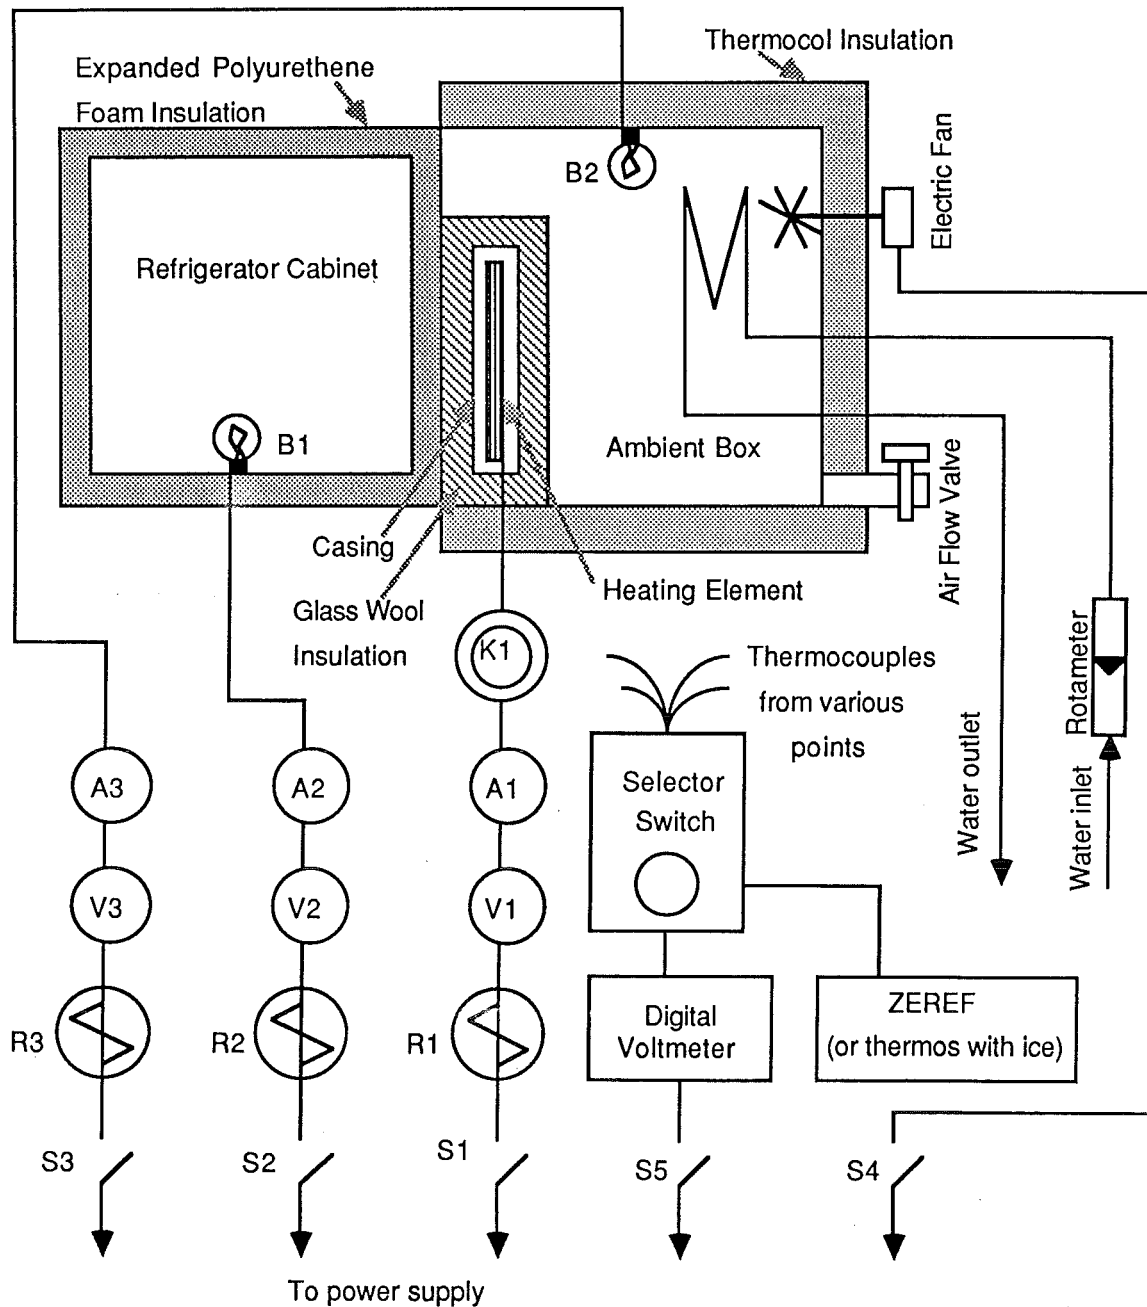 Thermocol Insulation
Expanded Polyurethene
Foam Insulation
B2
Electric Fan
Refrigerator Cabinet
B1
Ambient Box
Air Flow Valve
Casing
Heating Element
Glass Wool
Insulation
K1
Thermocouples
from various
points
Rotameter
Water outlet
Water inlet
A3
A2
A1
Selector
Switch
V3
V2
V1
ZEREF
(or thermos with ice)
Digital
Voltmeter
R3
R2
R1
S3
S2
S1
S5
S4
To power supply